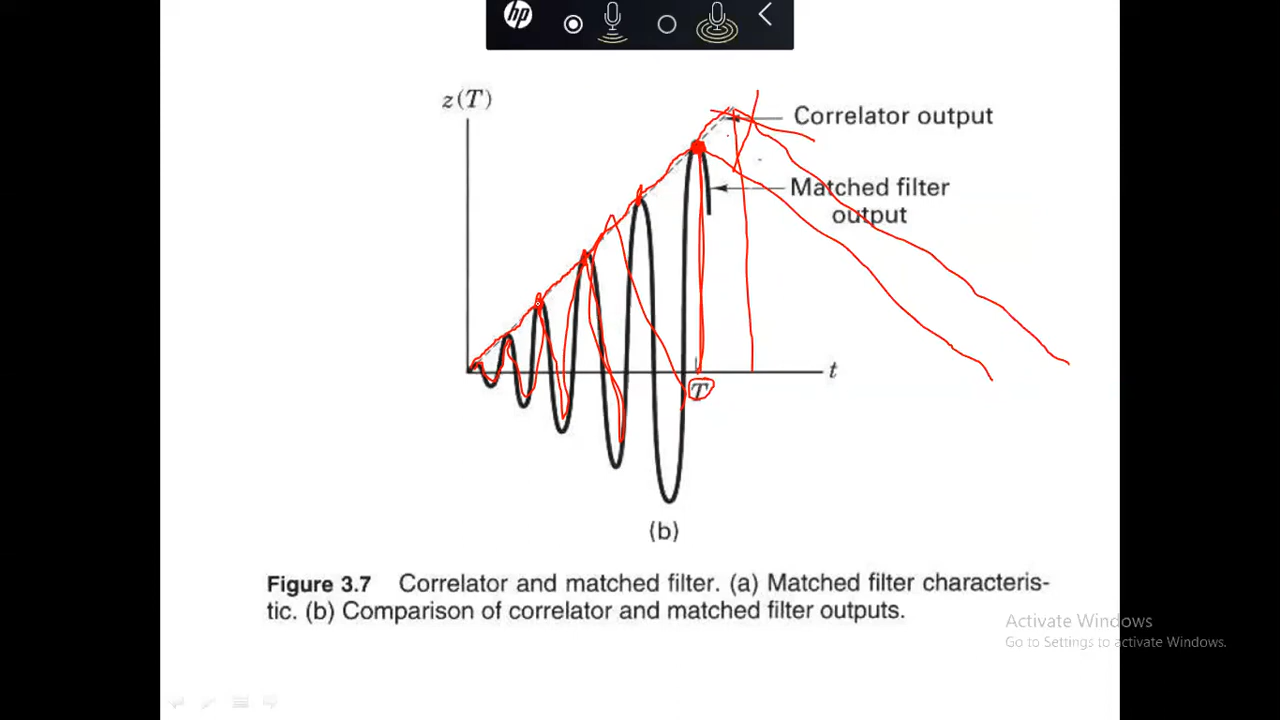 hp
z(T)
Correlator output
Matched filter
output
t
T
(b)
Figure 3.7 Correlator and matched filter. (a) Matched filter characteris-
tic. (b) Comparison of correlator and matched filter outputs.
Activate Windows
Go to Settings to activate Windows.